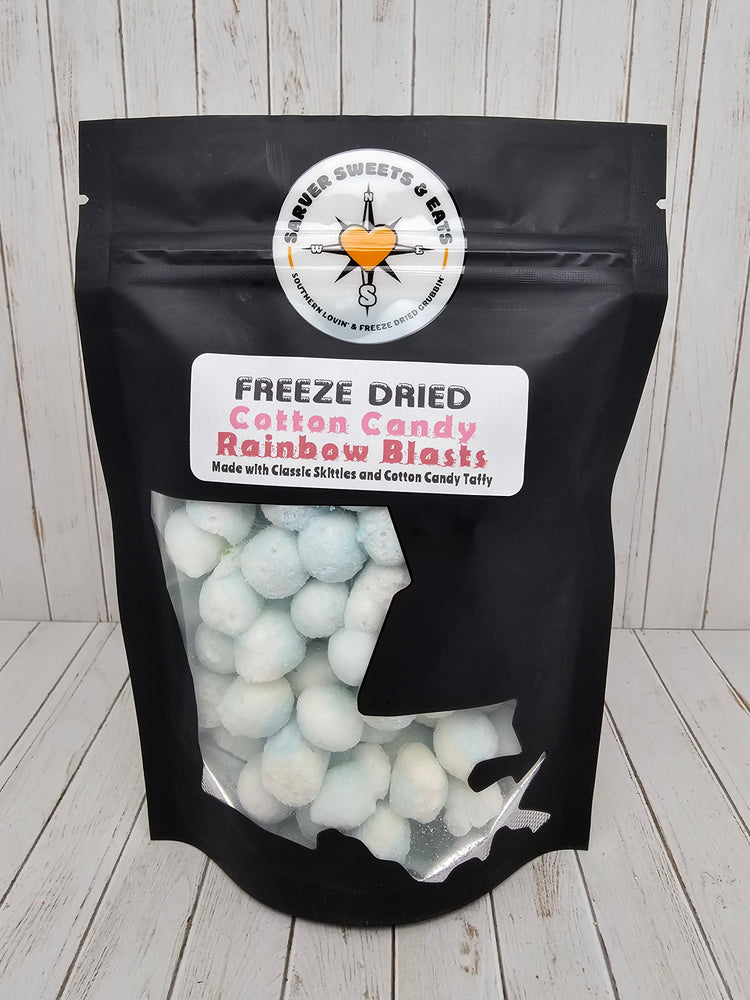 SARVER SWEETS & EATS
N
W E
S
SOUTHERN LOVIN' & FREEZE DRIED GRUBBIN'
FREEZE DRIED
Cotton Candy
Rainbow Blasts
Made with Classic Skittles and Cotton Candy Taffy